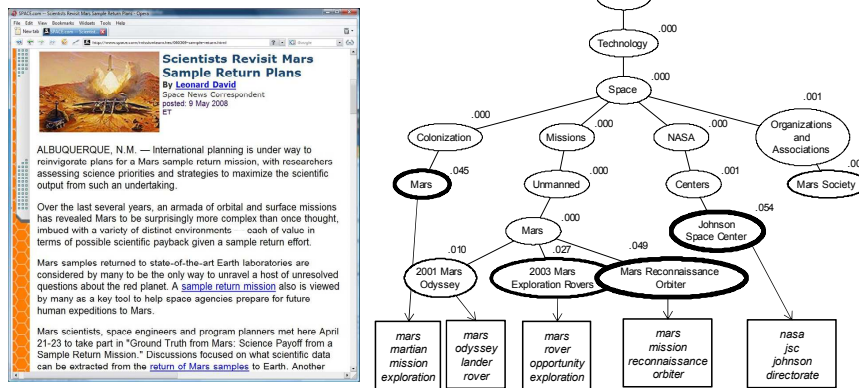 SPACE.com — Scientists Revisit Mars Sample Return Plans - Opera
File Edit View Bookmarks Widgets Tools Help
New tab
Scientists Revisit Mars
Sample Return Plans
By Leonard David
Space News Correspondent
posted: 9 May 2008
ET
ALBUQUERQUE, N.M. — International planning is under way to
reinvigorate plans for a Mars sample return mission, with researchers
assessing science priorities and strategies to maximize the scientific
output from such an undertaking.
Over the last several years, an armada of orbital and surface missions
has revealed Mars to be surprisingly more complex than once thought,
imbued with a variety of distinct environments — each of value in
terms of possible scientific payback given a sample return effort.
Mars samples returned to state-of-the-art Earth laboratories are
considered by many to be the only way to unravel a host of unresolved
questions about the red planet. A sample return mission also is viewed
by many as a key tool to help space agencies prepare for future
human expeditions to Mars.
Mars scientists, space engineers and program planners met here April
21-23 to take part in "Ground Truth from Mars: Science Payoff from a
Sample Return Mission." Discussions focused on what scientific data
can be extracted from the return of Mars samples to Earth. Another
.000
Technology
.000
Space
.000
.000
.000
.001
Colonization
Missions
NASA
Organizations
and
Associations
.045
.000
.001
.00
Mars
Unmanned
Centers
Mars Society
.000
.054
Mars
Johnson
Space Center
.010
.027
.049
2001 Mars
Odyssey
2003 Mars
Exploration Rovers
Mars Reconnaissance
Orbiter
mars
martian
mission
exploration
mars
odyssey
lander
rover
mars
rover
opportunity
exploration
mars
mission
reconnaissance
orbiter
nasa
jsc
johnson
directorate